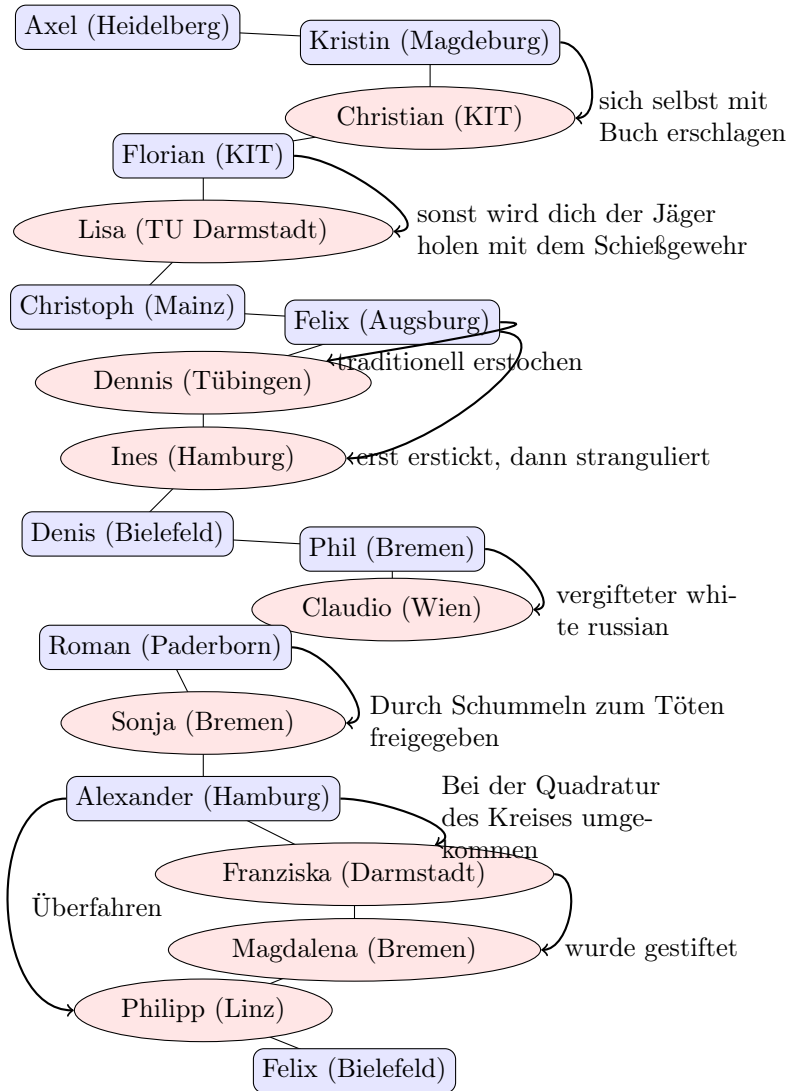 Axel (Heidelberg)
Kristin (Magdeburg)
Christian (KIT)
sich selbst mit
Buch erschlagen
Florian (KIT)
Lisa (TU Darmstadt)
sonst wird dich der Jäger
holen mit dem Schießgewehr
Christoph (Mainz)
Felix (Augsburg)
traditionell erstochen
Dennis (Tübingen)
Ines (Hamburg)
erst erstickt, dann stranguliert
Denis (Bielefeld)
Phil (Bremen)
Claudio (Wien)
vergifteter whi-
te russian
Roman (Paderborn)
Sonja (Bremen)
Durch Schummeln zum Töten
freigegeben
Alexander (Hamburg)
Bei der Quadratur
des Kreises umge-
kommen
Franziska (Darmstadt)
Überfahren
Magdalena (Bremen)
wurde gestiftet
Philipp (Linz)
Felix (Bielefeld)